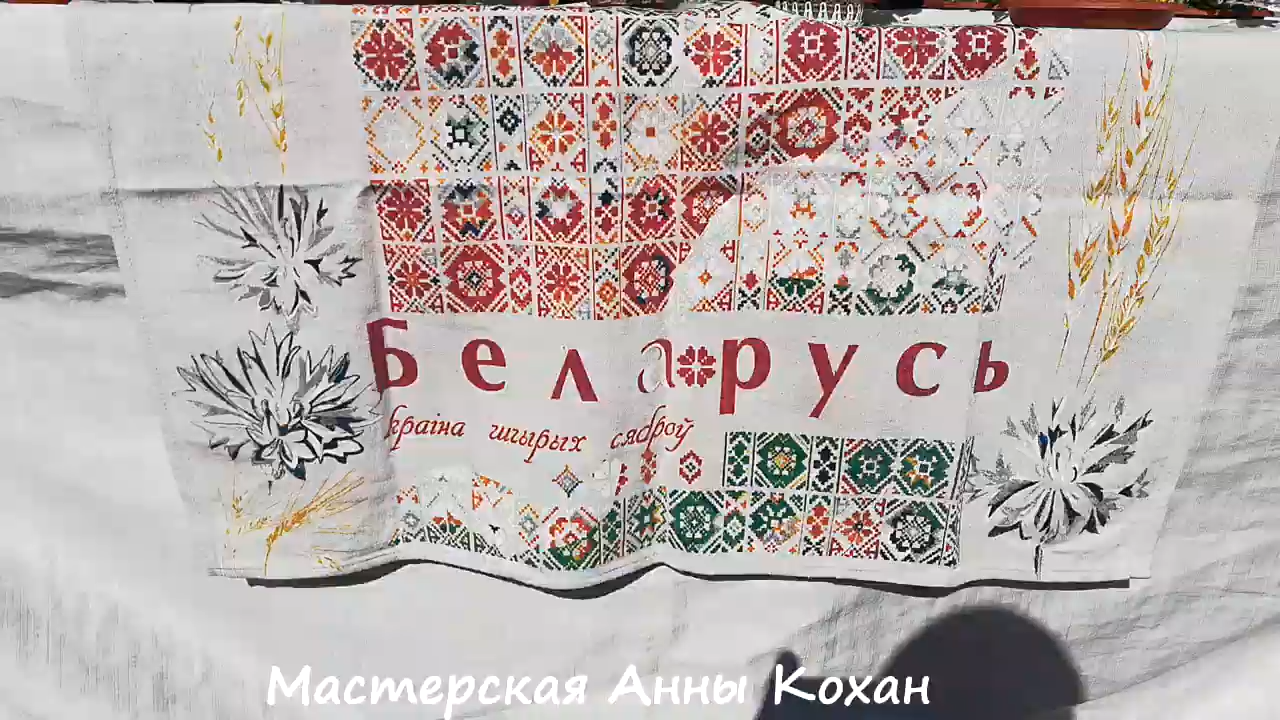 Беларусь
краіна шчырых сяброў
Мастерская Анны Кохан